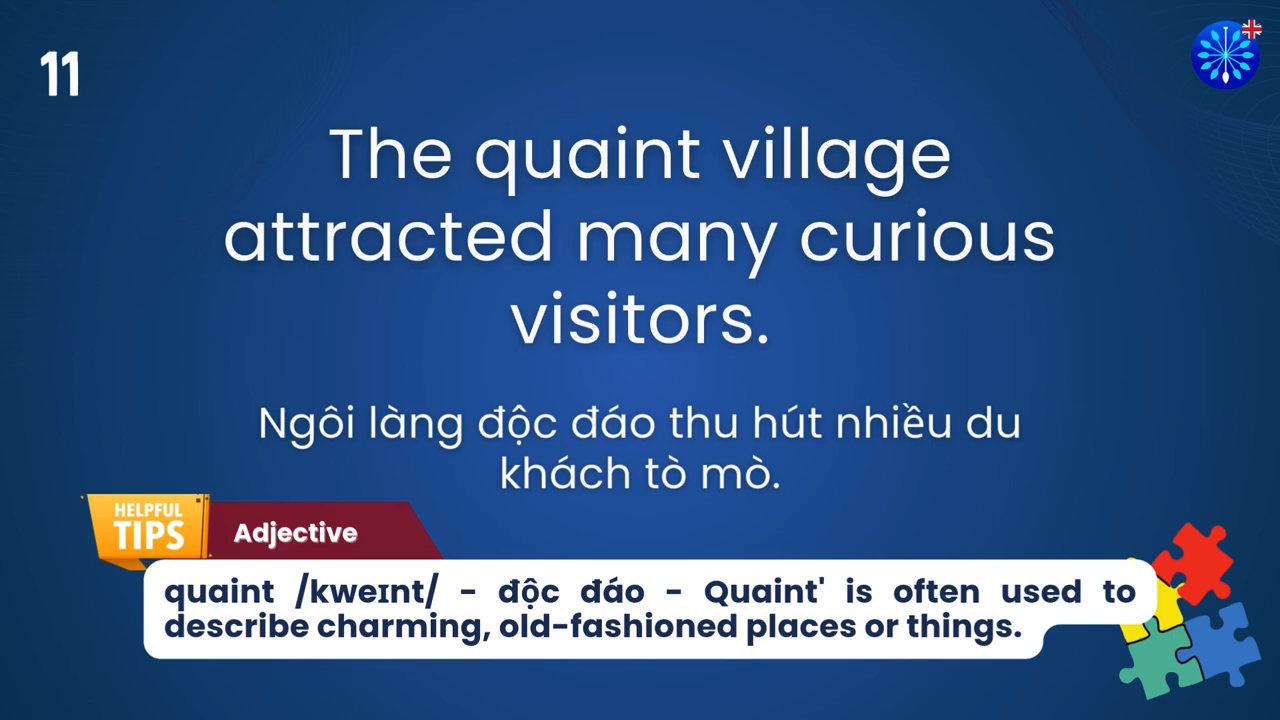 11
The quaint village
attracted many curious
visitors.
Ngôi làng độc đáo thu hút nhiều du
khách tò mò.
HELPFUL
TIPS
Adjective
quaint /kweɪnt/ - độc đáo - Quaint' is often used to
describe charming, old-fashioned places or things.